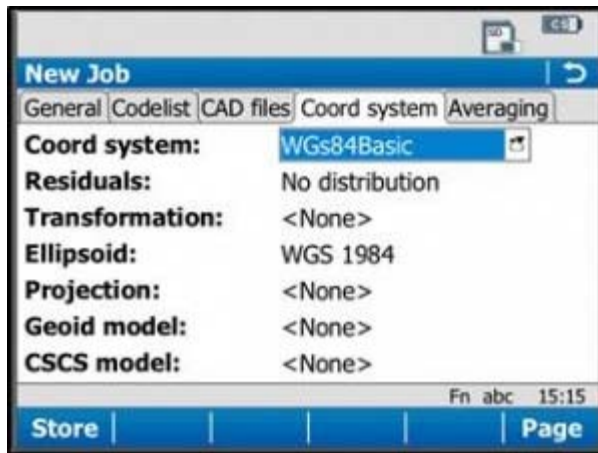 New Job
General Codelist CAD files Coord system Averaging
Coord system: WGs84Basic
Residuals: No distribution
Transformation: <None>
Ellipsoid: WGS 1984
Projection: <None>
Geoid model: <None>
CSCS model: <None>
Fn abc 15:15
Store Page